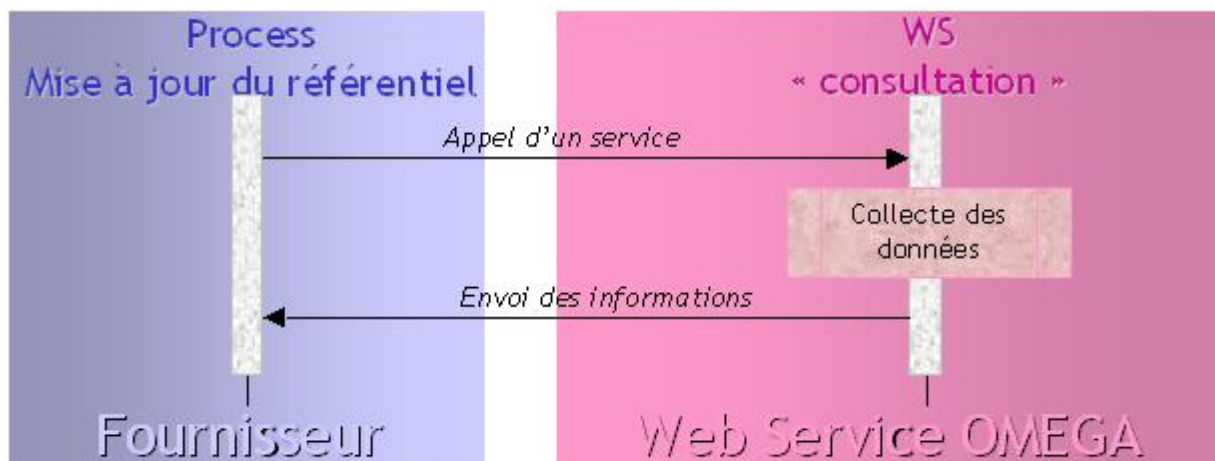 Process
Mise à jour du référentiel
WS
« consultation »
Appel d'un service
Collecte des
données
Envoi des informations
Fournisseur
Web Service OMEGA